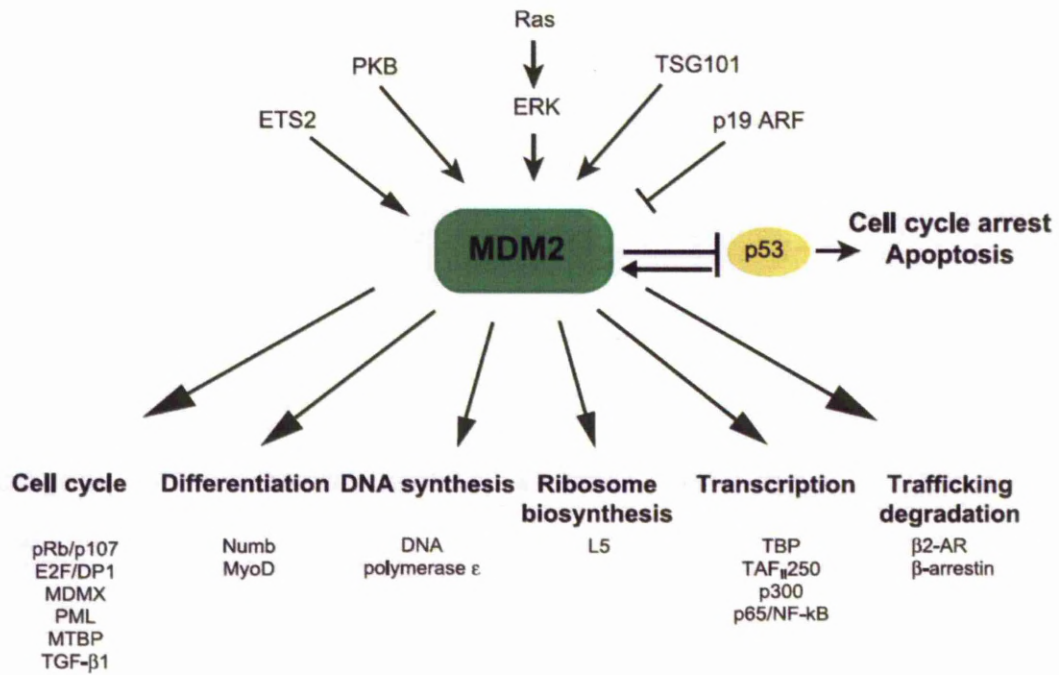 Ras
PKB
TSG101
ERK
ETS2
p19 ARF
MDM2
p53
Cell cycle arrest
Apoptosis
Cell cycle
pRb/p107
E2F/DP1
MDMX
PML
MTBP
TGF-β1
Differentiation
Numb
MyoD
DNA synthesis
DNA
polymerase ε
Ribosome
biosynthesis
L5
Transcription
TBP
TAFII250
p300
p65/NF-kB
Trafficking
degradation
β2-AR
β-arrestin